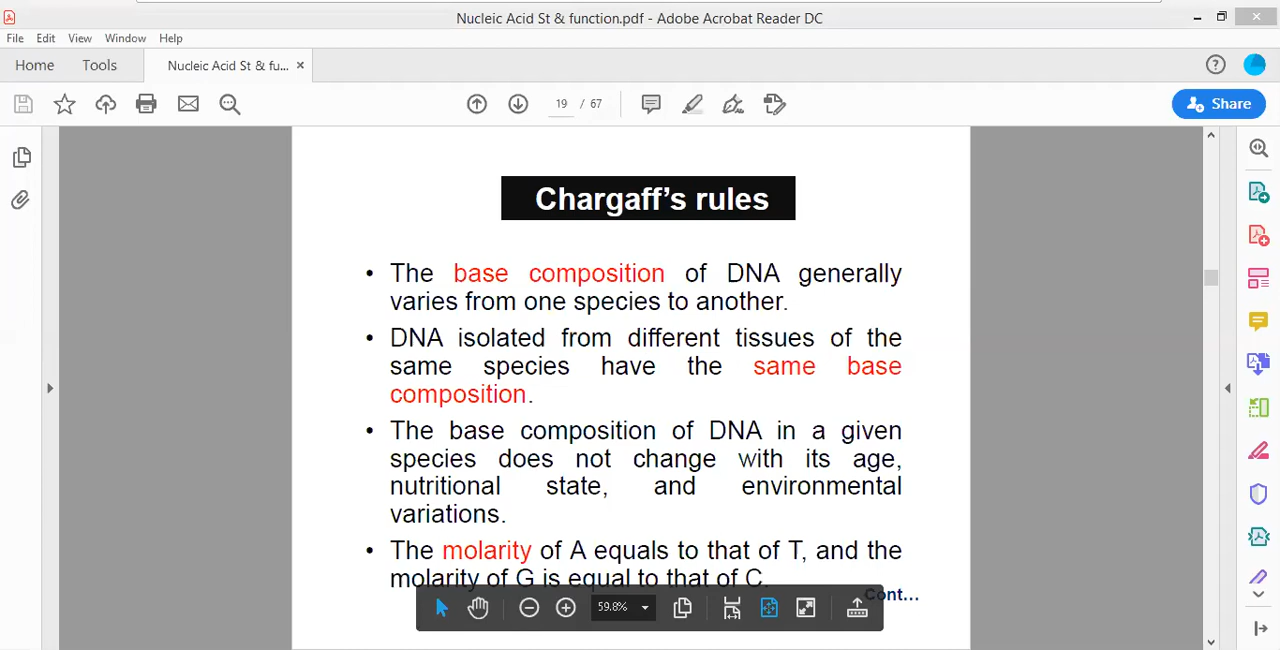 Nucleic Acid St & function.pdf - Adobe Acrobat Reader DC
File Edit View Window Help
Home Tools Nucleic Acid St & fu... ×
19 / 67
Share
Chargaff's rules
• The base composition of DNA generally
varies from one species to another.
• DNA isolated from different tissues of the
same species have the same base
composition.
• The base composition of DNA in a given
species does not change with its age,
nutritional state, and environmental
variations.
• The molarity of A equals to that of T, and the
molarity of G is equal to that of C.
Cont...
59.8%